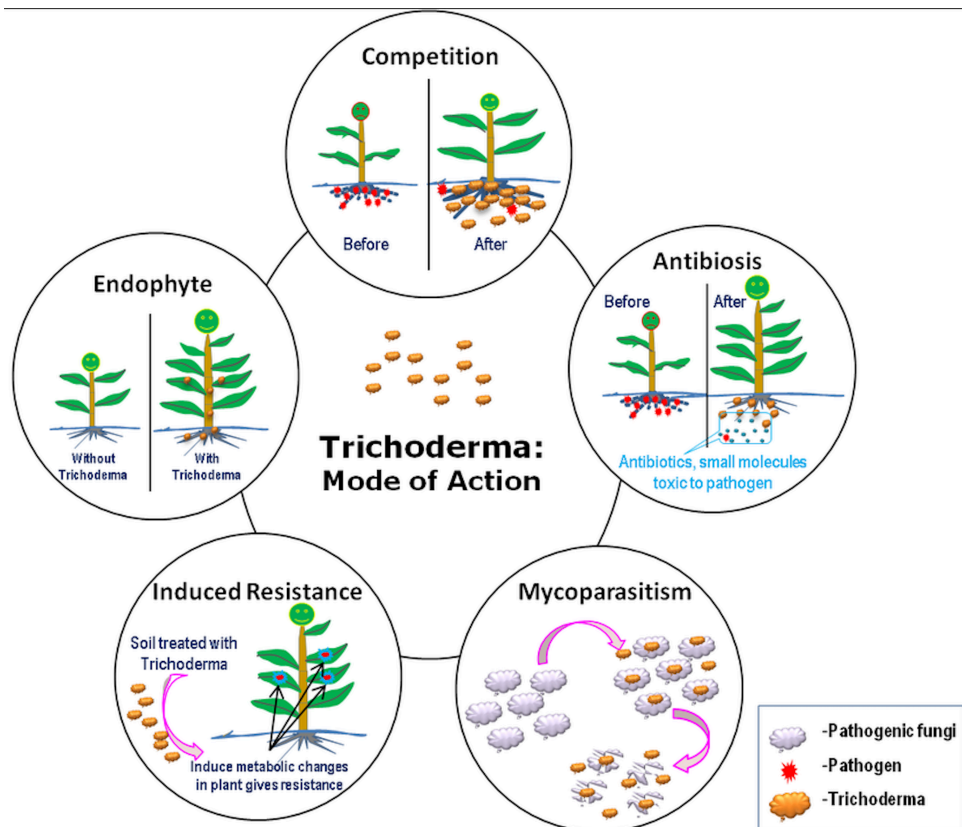 Competition
Before
After
Antibiosis
Before
After
Antibiotics, small molecules
toxic to pathogen
Endophyte
Without
Trichoderma
With
Trichoderma
Trichoderma:
Mode of Action
Induced Resistance
Soil treated with
Trichoderma
Induce metabolic changes
in plant gives resistance
Mycoparasitism
-Pathogenic fungi
-Pathogen
-Trichoderma